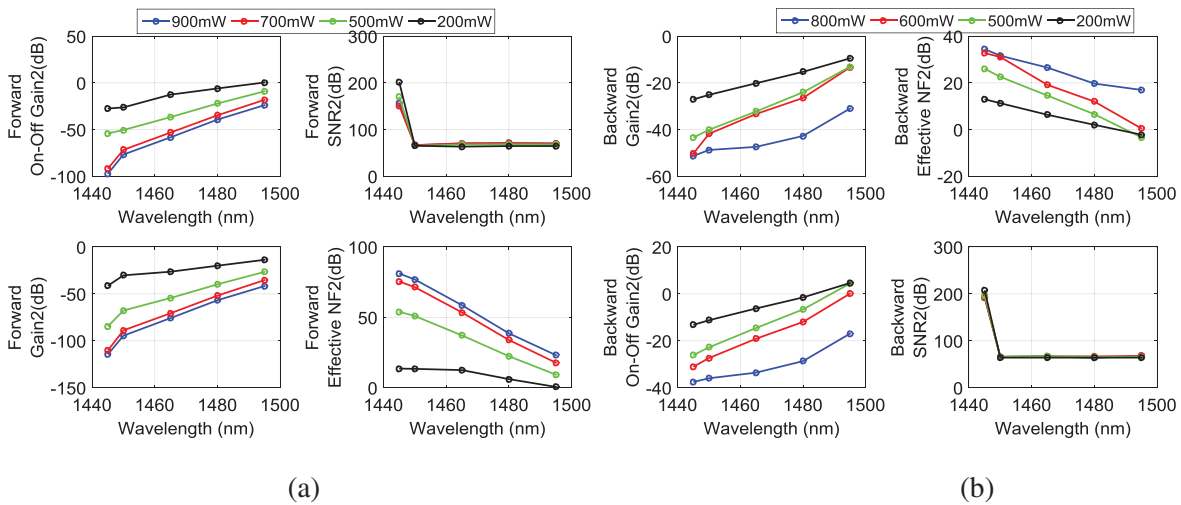 900mW 700mW 500mW 200mW
800mW 600mW 500mW 200mW
Forward
On-Off Gain2(dB)
50
0
-50
-100
1440 1460 1480 1500
Wavelength (nm)
Forward
SNR2(dB)
300
200
100
0
1440 1460 1480 1500
Wavelength (nm)
Backward
Gain2(dB)
0
-20
-40
-60
1440 1460 1480 1500
Wavelength (nm)
Backward
Effective NF2(dB)
40
20
0
-20
1440 1460 1480 1500
Wavelength (nm)
Forward
Gain2(dB)
0
-50
-100
-150
1440 1460 1480 1500
Wavelength (nm)
Forward
Effective NF2(dB)
100
50
0
1440 1460 1480 1500
Wavelength (nm)
Backward
On-Off Gain2(dB)
20
0
-20
-40
1440 1460 1480 1500
Wavelength (nm)
Backward
SNR2(dB)
300
200
100
0
1440 1460 1480 1500
Wavelength (nm)
(a)
(b)